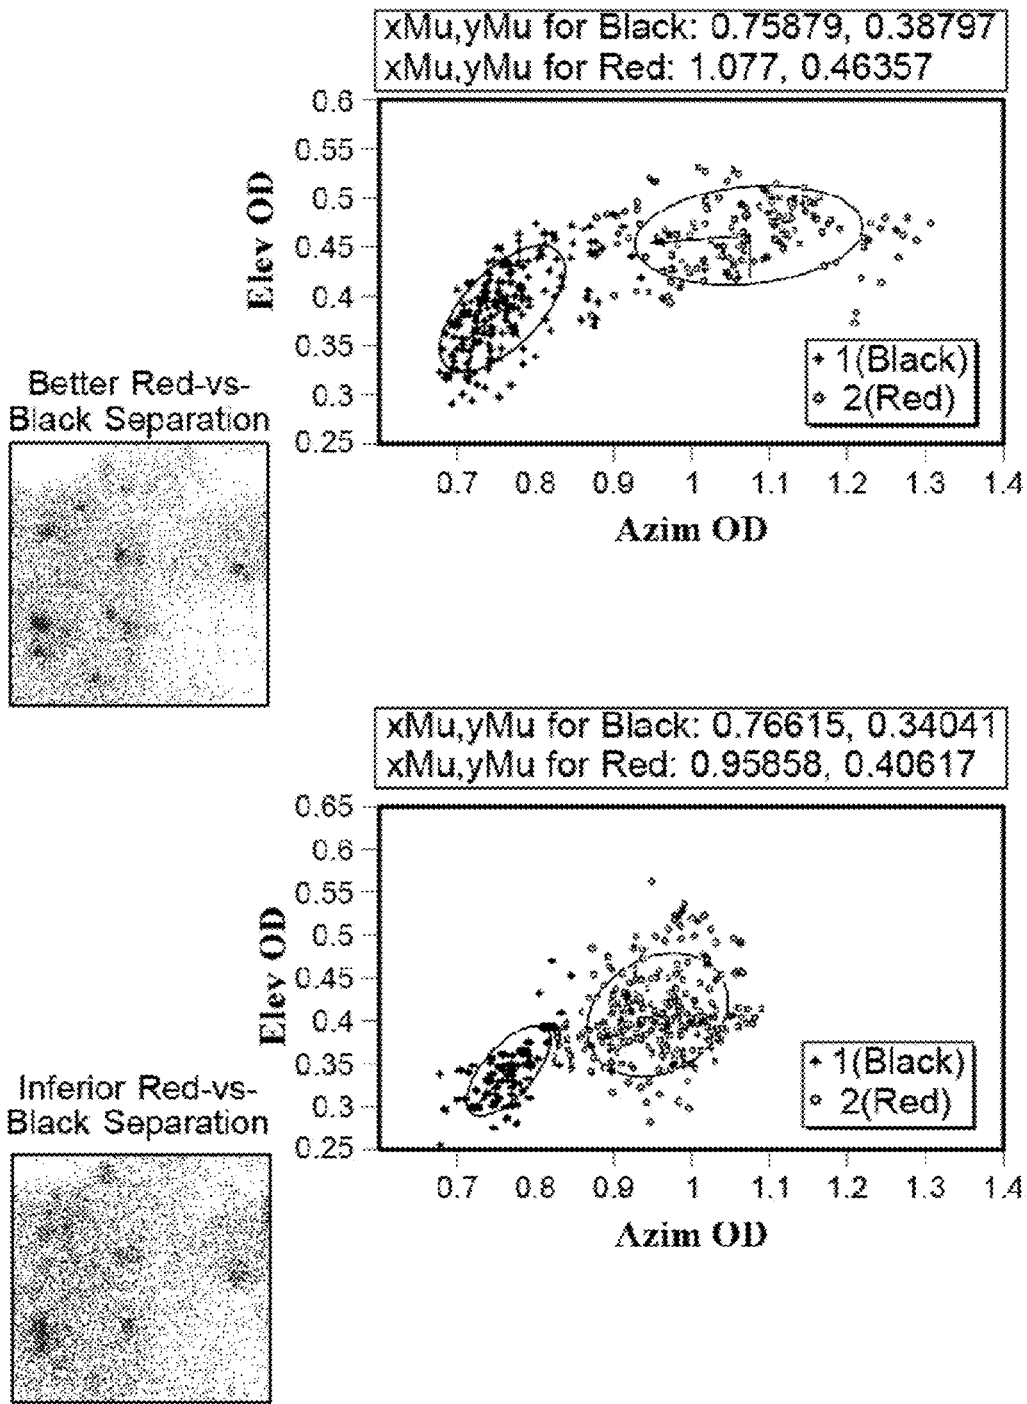 xMu,yMu for Black: 0.75879, 0.38797
xMu,yMu for Red: 1.077, 0.46357
0.6
0.55
0.5
0.45
0.4
0.35
0.3
0.25
Elev OD
1(Black)
2(Red)
0.7 0.8 0.9 1 1.1 1.2 1.3 1.4
Azim OD
Better Red-vs-
Black Separation
xMu,yMu for Black: 0.76615, 0.34041
xMu,yMu for Red: 0.95858, 0.40617
0.65
0.6
0.55
0.5
0.45
0.4
0.35
0.3
0.25
Elev OD
1(Black)
2(Red)
0.7 0.8 0.9 1 1.1 1.2 1.3 1.4
Azim OD
Inferior Red-vs-
Black Separation